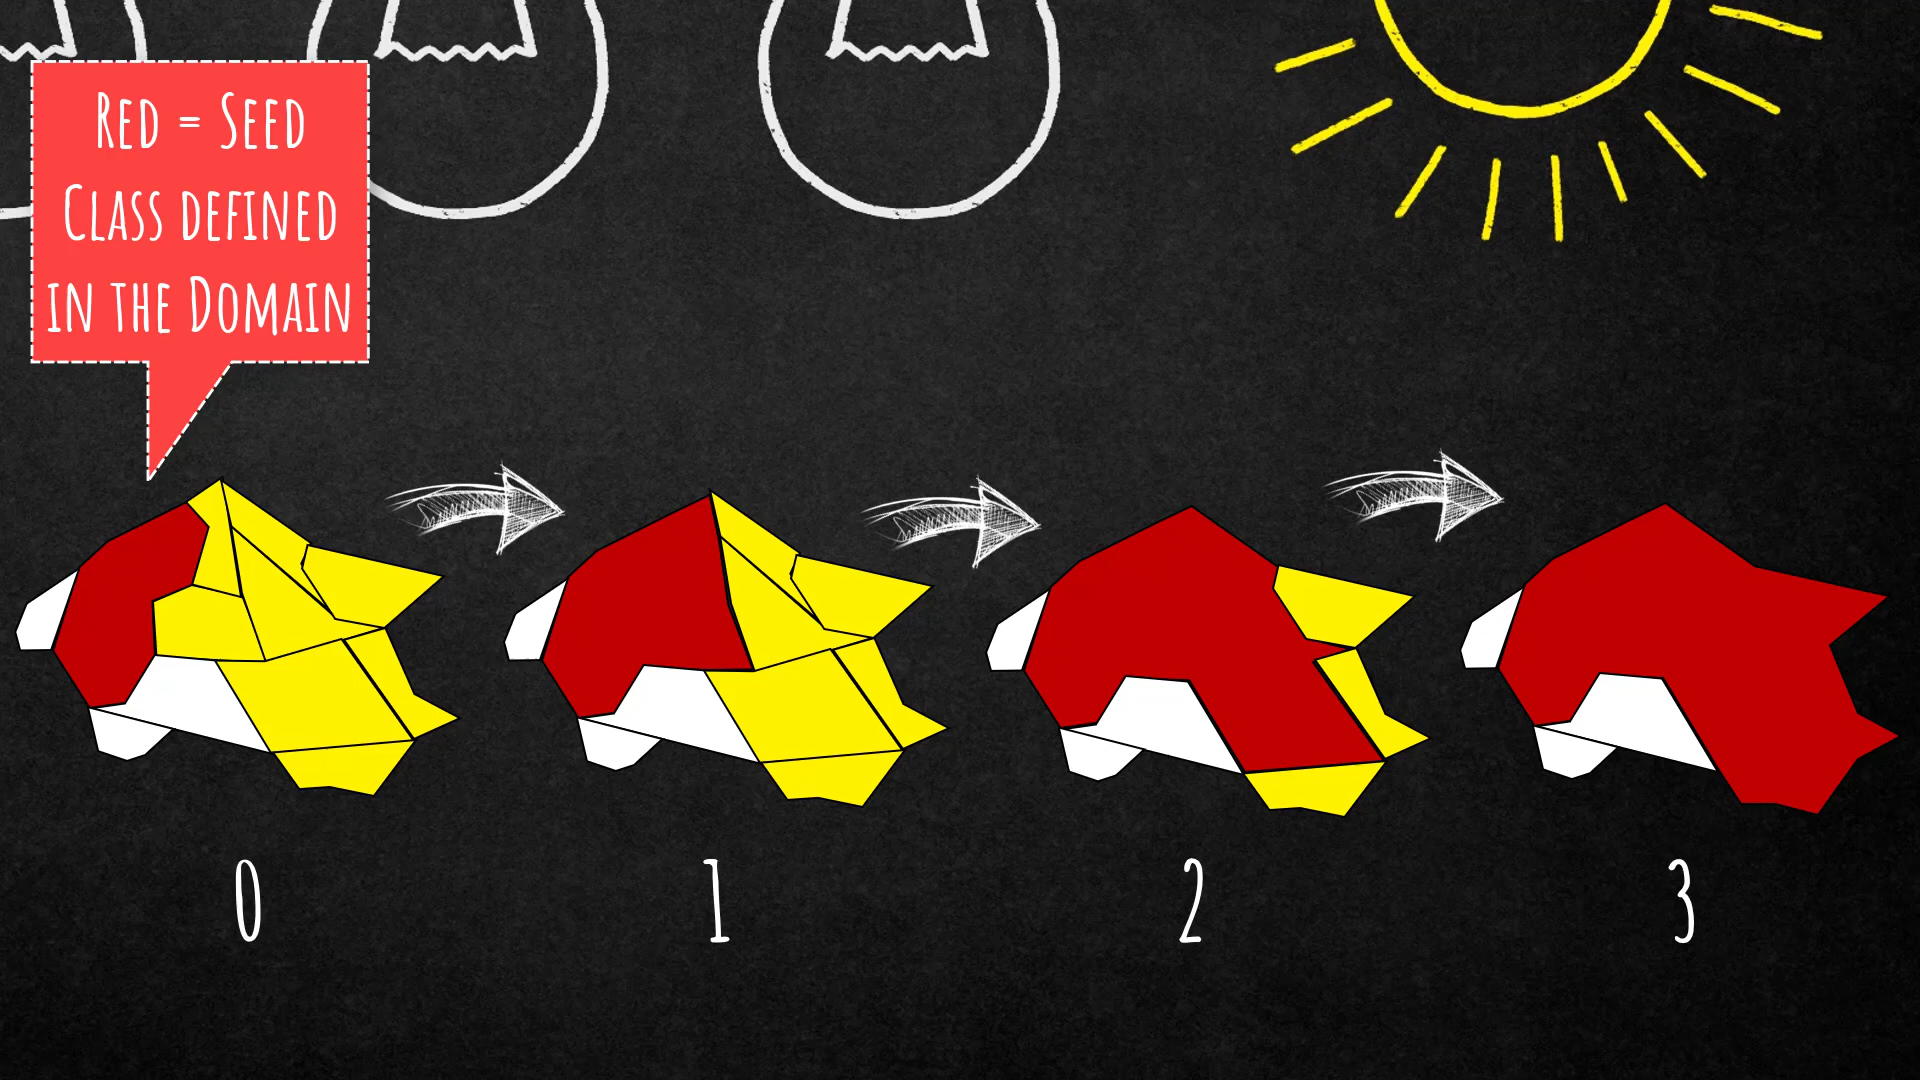 Red = Seed
Class defined
in the Domain
0
1
2
3